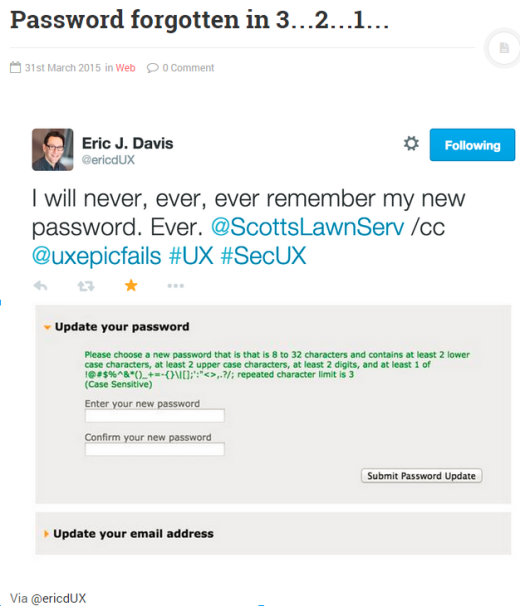 Password forgotten in 3...2...1...
31st March 2015 in Web 0 Comment
Eric J. Davis
@ericdUX
Following
I will never, ever, ever remember my new
password. Ever. @ScottsLawnServ /cc
@uxepicfails #UX #SecUX
Update your password
Please choose a new password that is that is 8 to 32 characters and contains at least 2 lower
case characters, at least 2 upper case characters, at least 2 digits, and at least 1 of
!@#$%^&*()_+=-{}\|[];':"<>,.?/; repeated character limit is 3
(Case Sensitive)
Enter your new password
Confirm your new password
Submit Password Update
Update your email address
Via @ericdUX